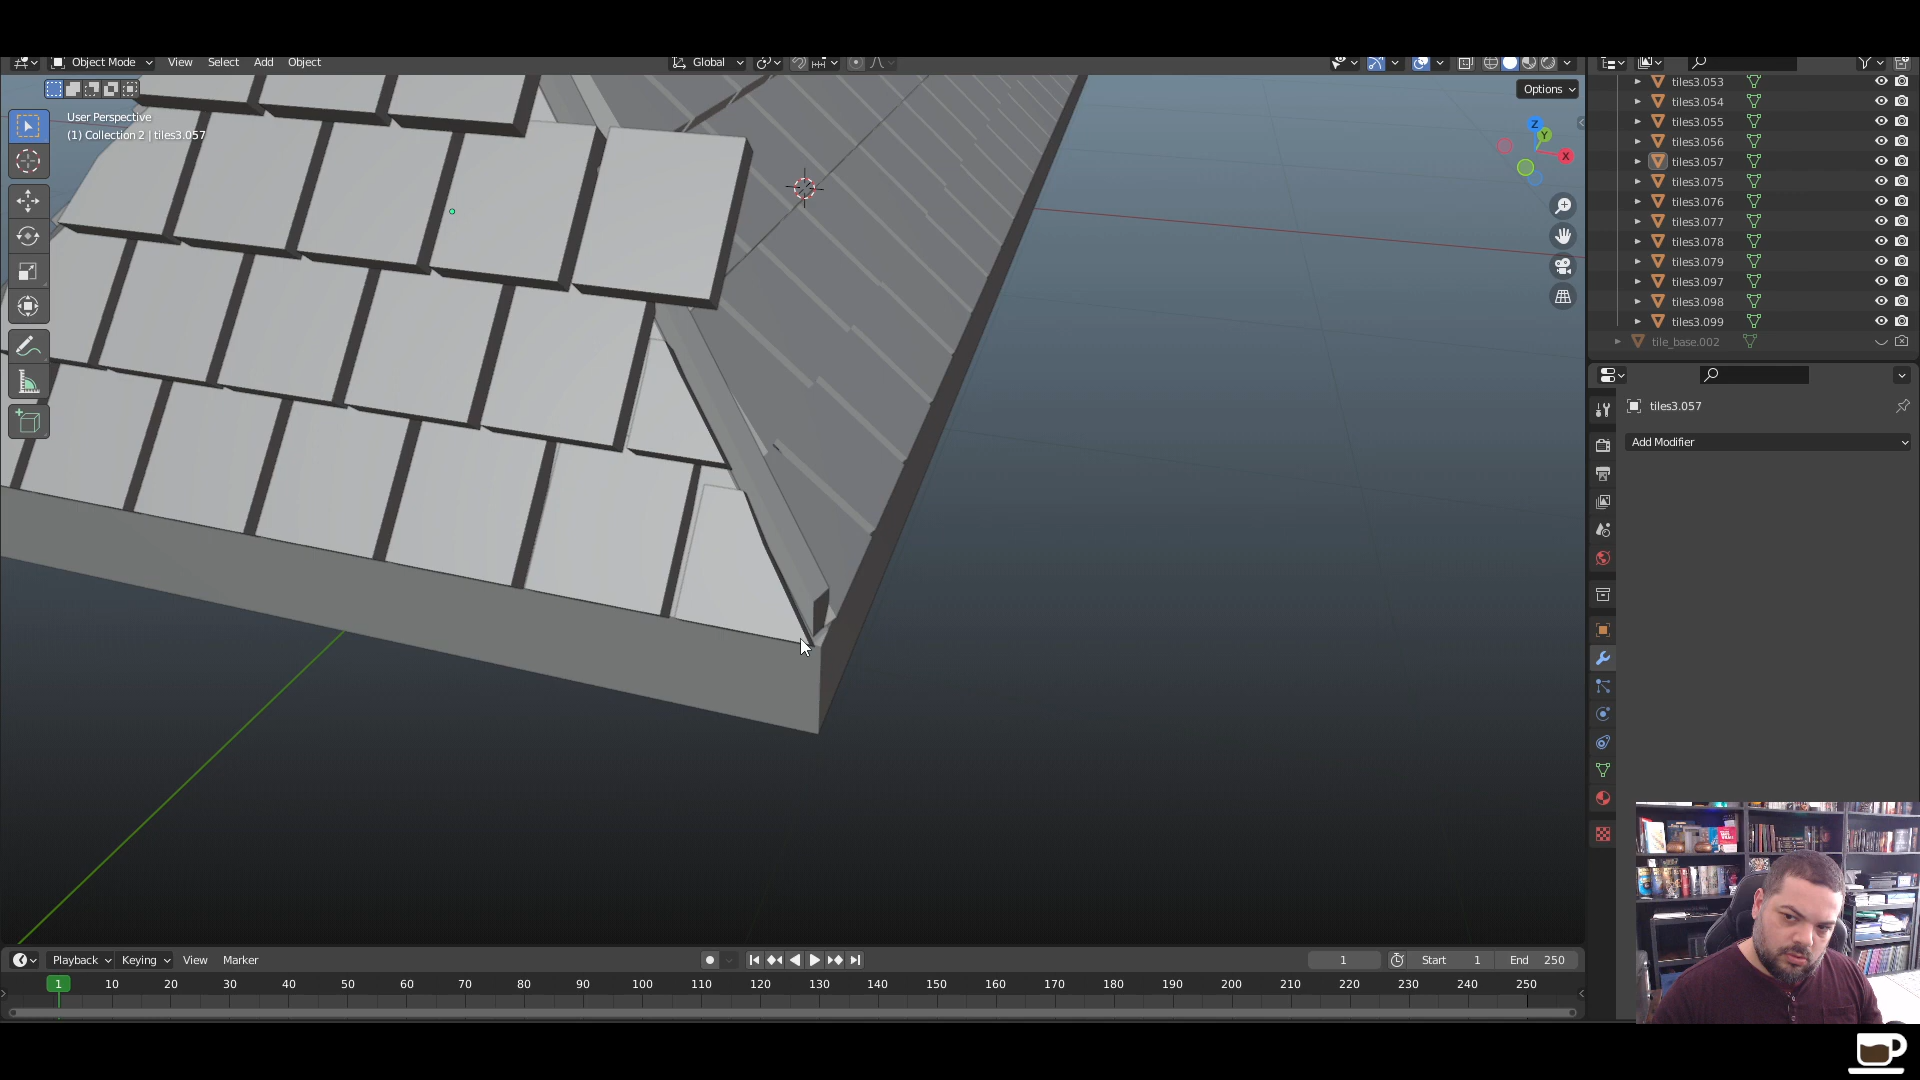 Object Mode View Select Add Object Global
Options
User Perspective
(1) Collection 2 | tiles3.057
Z
Y
X
tiles3.053
tiles3.054
tiles3.055
tiles3.056
tiles3.057
tiles3.075
tiles3.076
tiles3.077
tiles3.078
tiles3.079
tiles3.097
tiles3.098
tiles3.099
tile_base.002
tiles3.057
Add Modifier
Playback Keying View Marker 1 Start 1 End 250
1 10 20 30 40 50 60 70 80 90 100 110 120 130 140 150 160 170 180 190 200 210 220 230 240 250